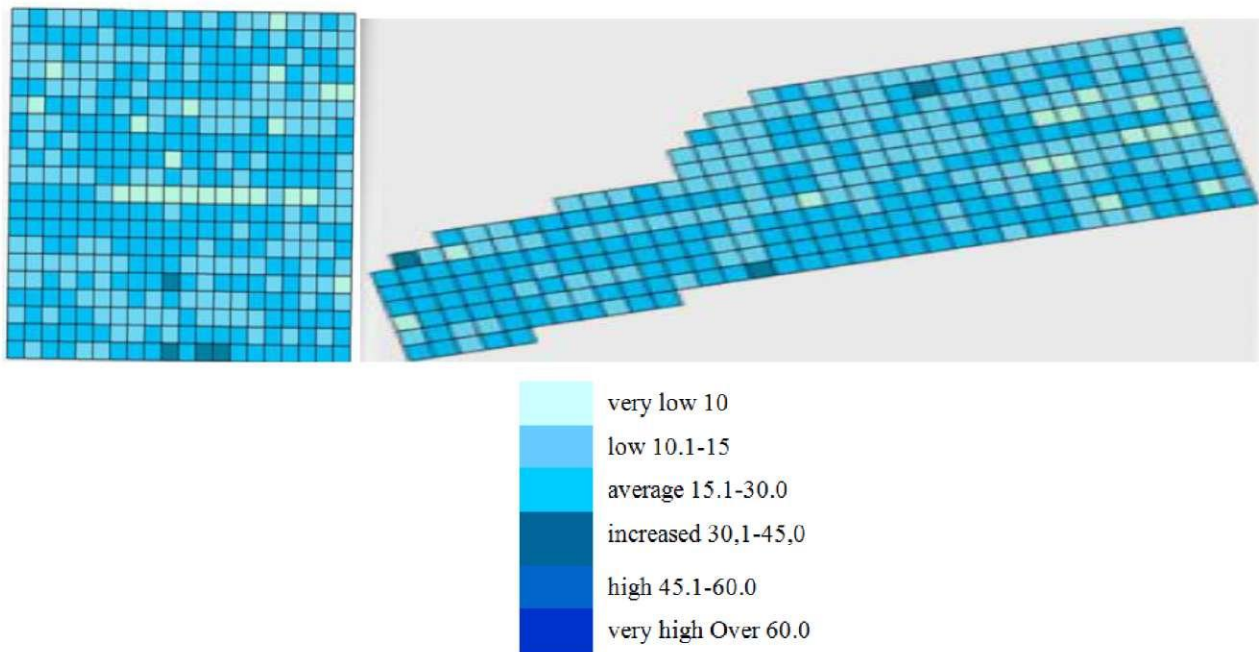 very low 10
low 10.1-15
average 15.1-30.0
increased 30,1-45,0
high 45.1-60.0
very high Over 60.0